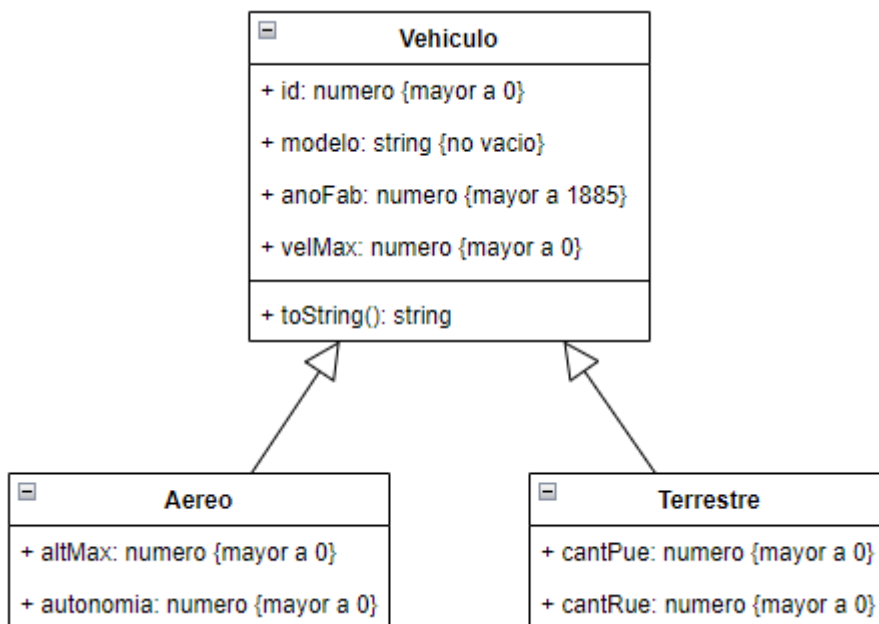 Vehiculo
+ id: numero {mayor a 0}
+ modelo: string {no vacio}
+ anoFab: numero {mayor a 1885}
+ velMax: numero {mayor a 0}
+ toString(): string
Aereo
+ altMax: numero {mayor a 0}
+ autonomia: numero {mayor a 0}
Terrestre
+ cantPue: numero {mayor a 0}
+ cantRue: numero {mayor a 0}